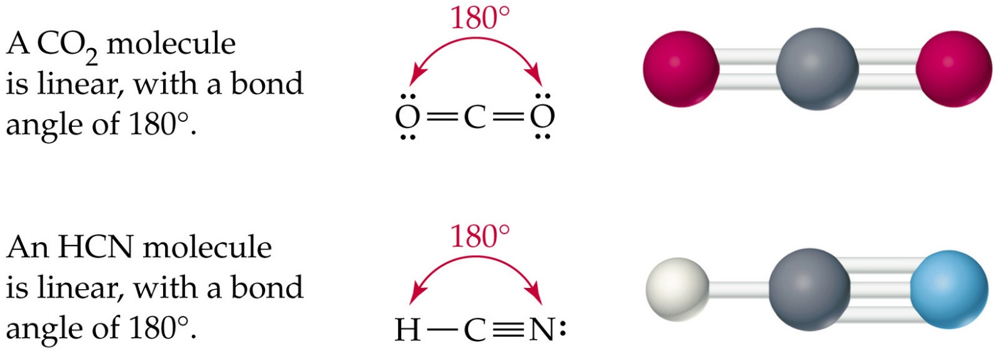 A CO₂ molecule
is linear, with a bond
angle of 180°.
180°
Ö=C=Ö
An HCN molecule
is linear, with a bond
angle of 180°.
180°
H—C≡N: